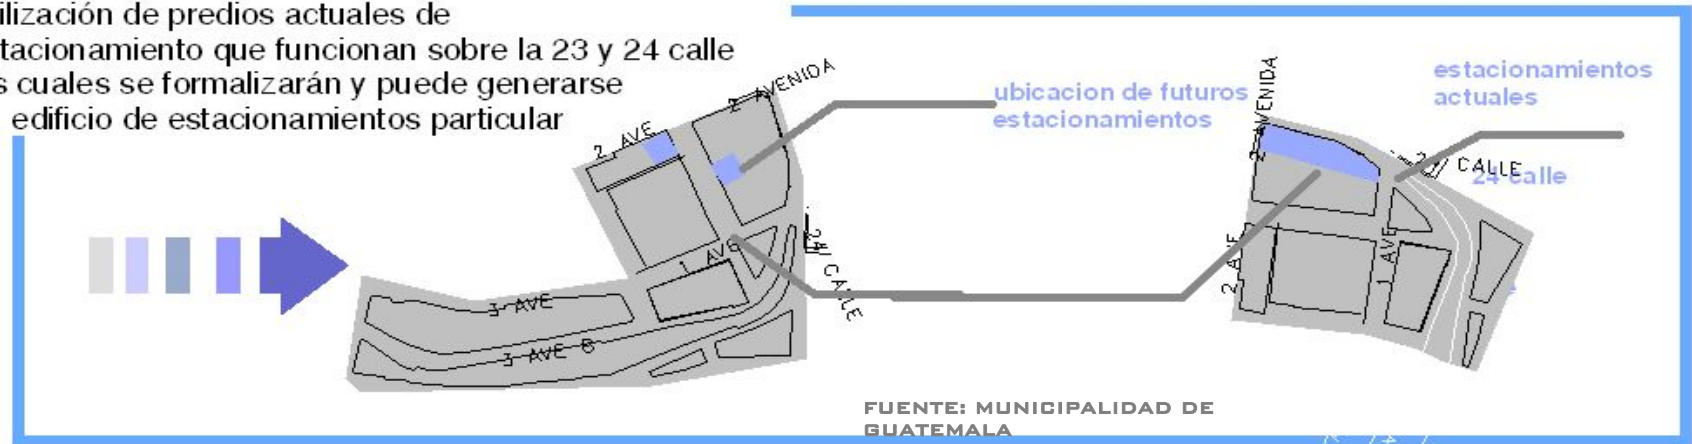 ilización de predios actuales de
tacionamiento que funcionan sobre la 23 y 24 calle
s cuales se formalizarán y puede generarse
edificio de estacionamientos particular
2 AVENIDA
2 AVE
ubicacion de futuros
estacionamientos
2 AVENIDA
estacionamientos
actuales
CALLE
24 calle
1 AVE
24 CALLE
2 AVE
1 AVE
3 AVE
3 AVE B
FUENTE: MUNICIPALIDAD DE
GUATEMALA